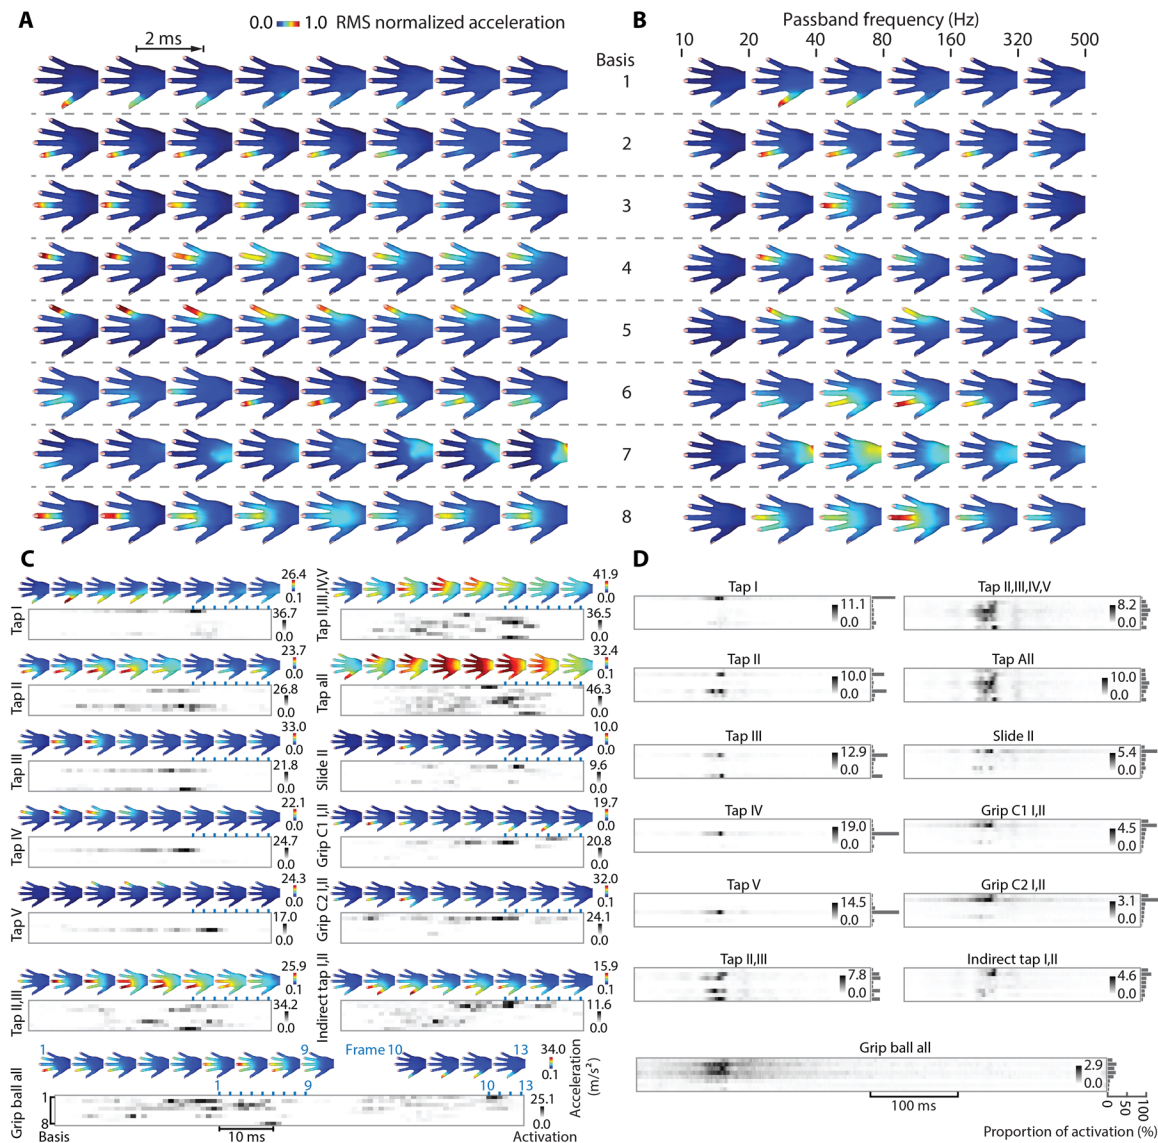 A
0.0 1.0 RMS normalized acceleration
2 ms
B
Passband frequency (Hz)
10 20 40 80 160 320 500
Basis
1
2
3
4
5
6
7
8
C
Tap I
26.4
0.1
36.7
0.0
Tap II
23.7
0.0
26.8
0.0
Tap III
33.0
0.0
21.8
0.0
Tap IV
22.1
0.0
24.7
0.0
Tap V
24.3
0.0
17.0
0.0
Tap II,III
25.9
0.1
34.2
0.0
Tap II,III,IV,V
41.9
0.0
36.5
0.0
Tap all
32.4
0.1
46.3
0.0
Slide II
10.0
0.0
9.6
0.0
Grip C1 I,II
19.7
0.0
20.8
0.0
Grip C2 I,II
32.0
0.1
24.1
0.0
Indirect tap I,II
15.9
0.1
11.6
0.0
Grip ball all
1 9 Frame 10 13
34.0
0.1
Acceleration
(m/s²)
1 9 10 13
1
8
25.1
0.0
Basis
10 ms
Activation
D
Tap I
11.1
0.0
Tap II,III,IV,V
8.2
0.0
Tap II
10.0
0.0
Tap All
10.0
0.0
Tap III
12.9
0.0
Slide II
5.4
0.0
Tap IV
19.0
0.0
Grip C1 I,II
4.5
0.0
Tap V
14.5
0.0
Grip C2 I,II
3.1
0.0
Tap II,III
7.8
0.0
Indirect tap I,II
4.6
0.0
Grip ball all
2.9
0.0
100 ms
0 50 100
Proportion of activation (%)